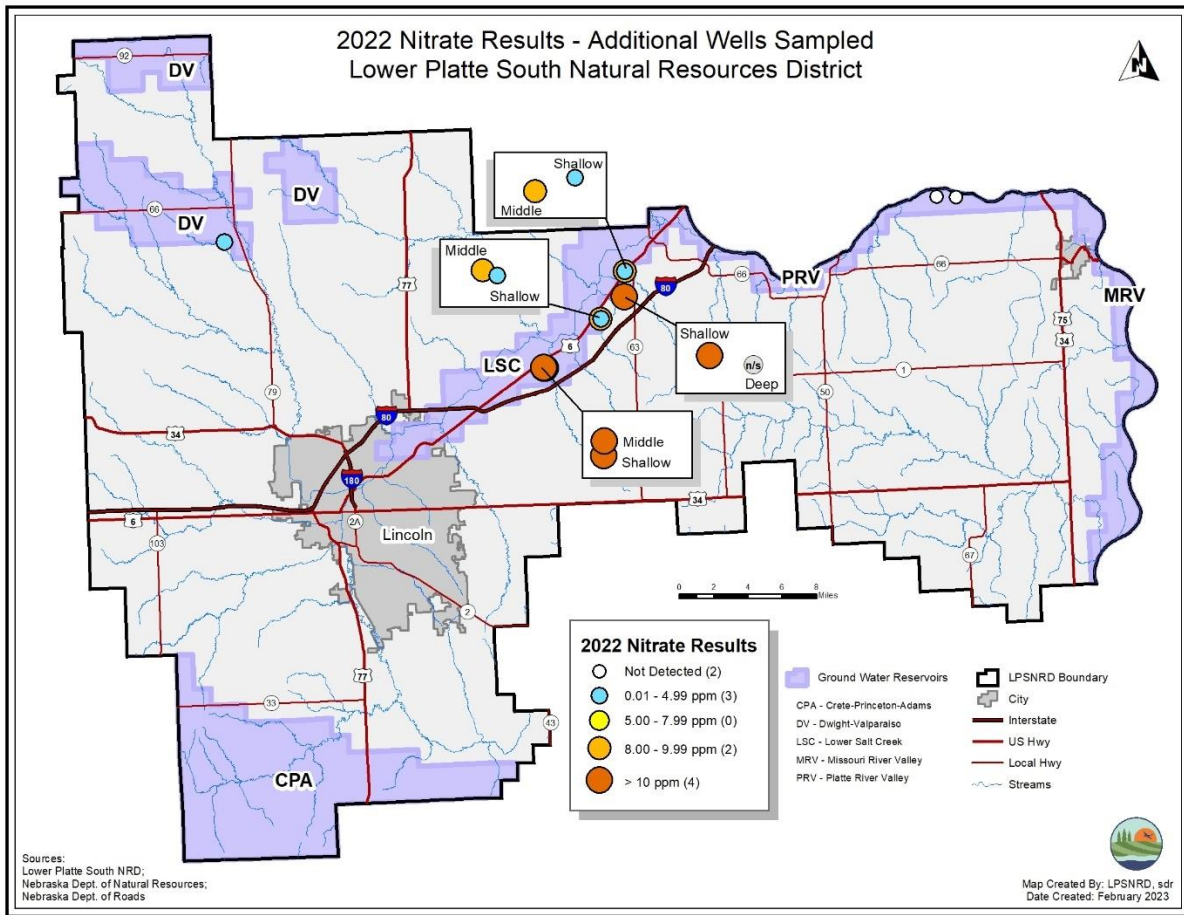 2022 Nitrate Results - Additional Wells Sampled
Lower Platte South Natural Resources District
N
92
DV
DV
66
DV
77
79
Shallow
Middle
Middle
Shallow
66
80
PRV
66
MRV
75
34
LSC
6
63
Shallow
n/s
Deep
1
50
80
34
Middle
Shallow
180
34
6
2A
Lincoln
103
2
67
0 2 4 8
Miles
77
33
43
CPA
2022 Nitrate Results
Not Detected (2)
0.01 - 4.99 ppm (3)
5.00 - 7.99 ppm (0)
8.00 - 9.99 ppm (2)
> 10 ppm (4)
Ground Water Reservoirs
CPA - Crete-Princeton-Adams
DV - Dwight-Valparaiso
LSC - Lower Salt Creek
MRV - Missouri River Valley
PRV - Platte River Valley
LPSNRD Boundary
City
Interstate
US Hwy
Local Hwy
Streams
Sources:
Lower Platte South NRD;
Nebraska Dept. of Natural Resources;
Nebraska Dept. of Roads
Map Created By: LPSNRD, sdr
Date Created: February 2023